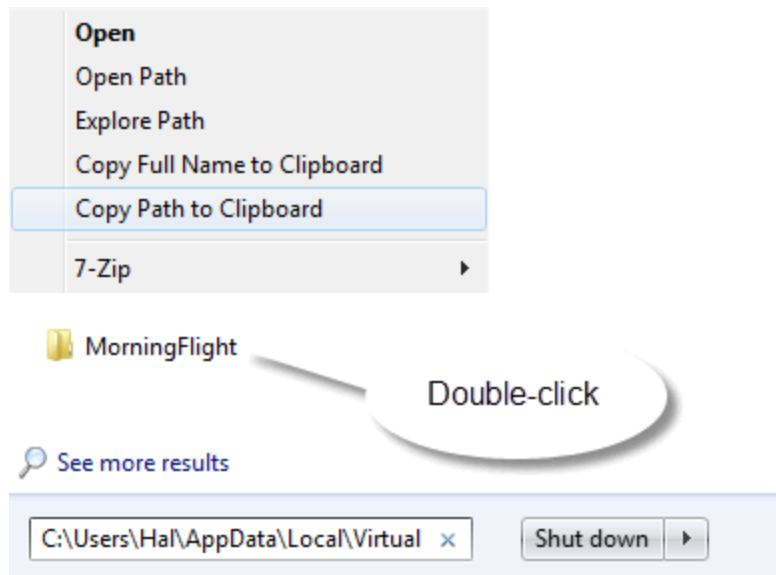 Open
Open Path
Explore Path
Copy Full Name to Clipboard
Copy Path to Clipboard
7-Zip
MorningFlight
Double-click
See more results
C:\Users\Hal\AppData\Local\Virtual
Shut down